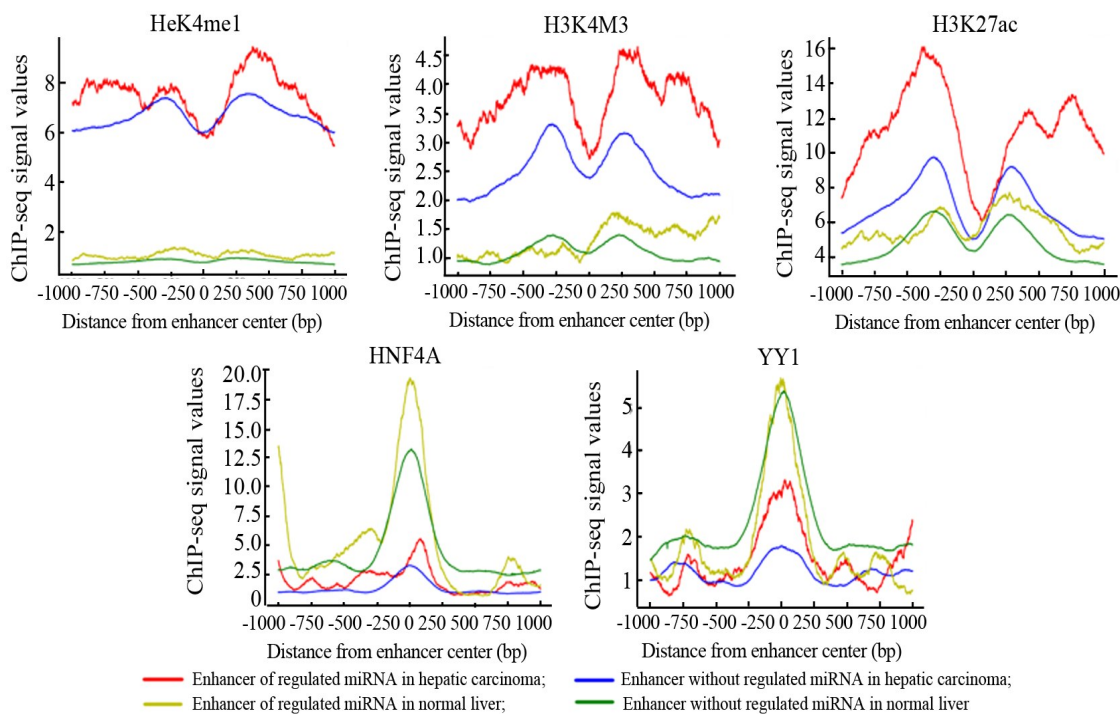 HeK4me1
H3K4M3
H3K27ac
ChIP-seq signal values
8
6
4
2
-1000 -750 -500 -250 0 250 500 750 1000
Distance from enhancer center (bp)
ChIP-seq signal values
4.5
4.0
3.5
3.0
2.5
2.0
1.5
1.0
-1000 -750 -500 -250 0 250 500 750 1000
Distance from enhancer center (bp)
ChIP-seq signal values
16
14
12
10
8
6
4
-1000 -750 -500 -250 0 250 500 750 1000
Distance from enhancer center (bp)
HNF4A
YY1
ChIP-seq signal values
20.0
17.5
15.0
12.5
10.0
7.5
5.0
2.5
0
-1000 -750 -500 -250 0 250 500 750 1000
Distance from enhancer center (bp)
ChIP-seq signal values
5
4
3
2
1
-1000 -750 -500 -250 0 250 500 750 1000
Distance from enhancer center (bp)
Enhancer of regulated miRNA in hepatic carcinoma;
Enhancer without regulated miRNA in hepatic carcinoma;
Enhancer of regulated miRNA in normal liver;
Enhancer without regulated miRNA in normal liver